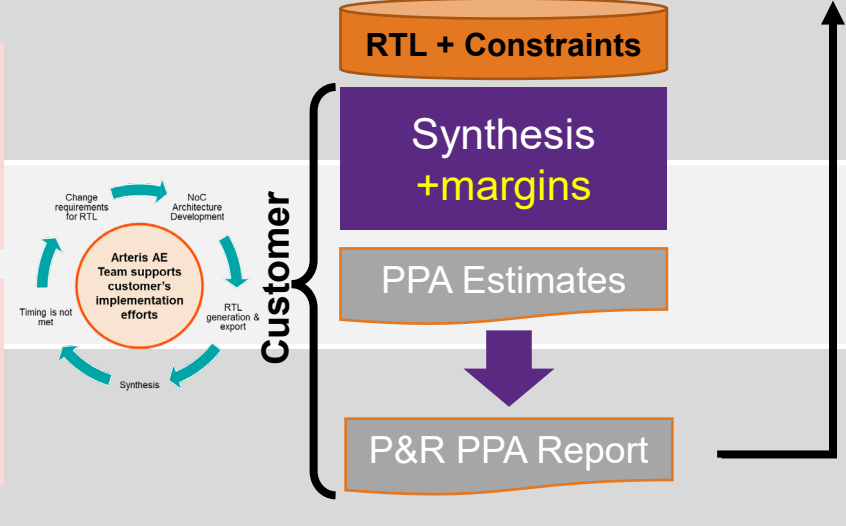 RTL + Constraints
Synthesis
+margins
PPA Estimates
P&R PPA Report
Customer
Change
requirements
for RTL
NoC
Architecture
Development
RTL
generation &
export
Synthesis
Timing is not
met
Arteris AE
Team supports
customer's
implementation
efforts